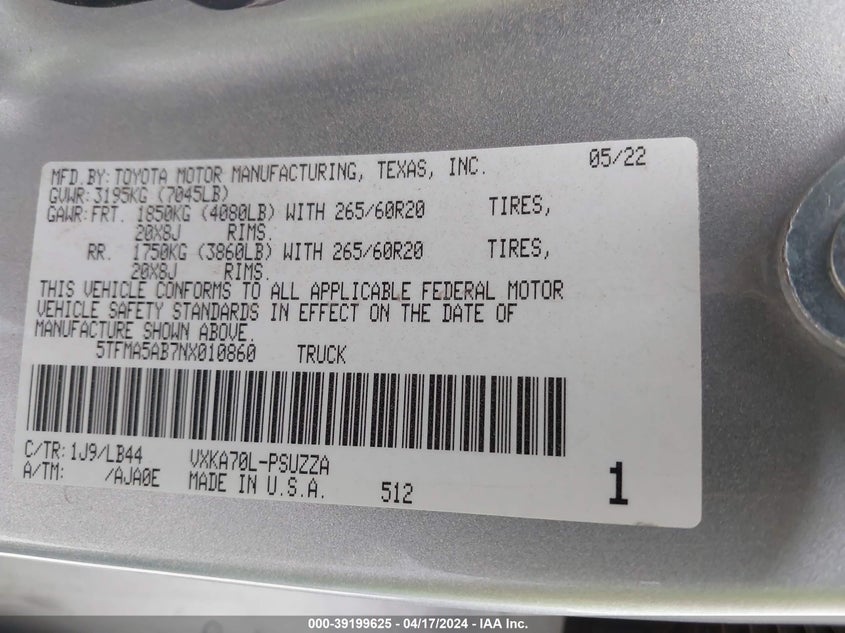 MFD.BY:TOYOTA MOTOR MANUFACTURING, TEXAS, INC. 05/22
GVWR:3195KG (7045LB)
GAWR:FRT. 1850KG (4080LB) WITH 265/60R20 TIRES,
20X8J RIMS.
RR. 1750KG (3860LB) WITH 265/60R20 TIRES,
20X8J RIMS.
THIS VEHICLE CONFORMS TO ALL APPLICABLE FEDERAL MOTOR
VEHICLE SAFETY STANDARDS IN EFFECT ON THE DATE OF
MANUFACTURE SHOWN ABOVE.
5TFMA5AB7NX010860 TRUCK
C/TR:1J9/LB44 VXKA70L-PSUZZA
A/TM: /AJA0E MADE IN U.S.A. 512 1
000-39199625 - 04/17/2024 - IAA Inc.